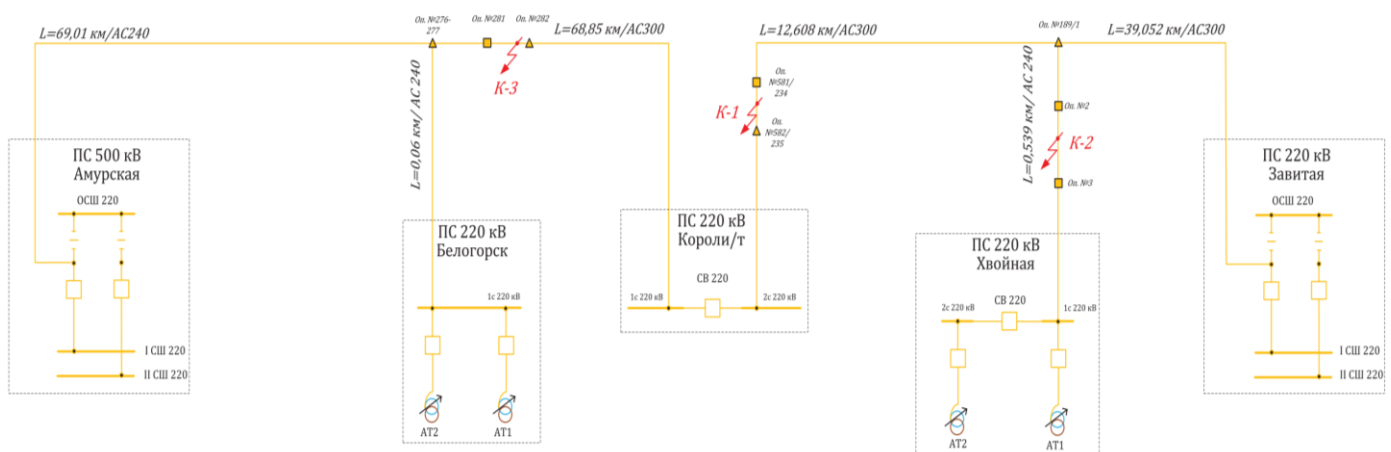 Оп. №276-
277
Оп. №281
Оп. №282
L=69,01 км/АС240
L=68,85 км/АС300
К-3
L=0,06 км/ АС 240
L=12,608 км/АС300
Оп. №189/1
L=39,052 км/АС300
Оп.
№581/
234
К-1
Оп.
№582/
235
L=0,539 км/ АС 240
Оп. №2
К-2
Оп. №3
ПС 500 кВ
Амурская
ОСШ 220
I СШ 220
II СШ 220
ПС 220 кВ
Белогорск
1с 220 кВ
АТ2
АТ1
ПС 220 кВ
Короли/т
СВ 220
1с 220 кВ
2с 220 кВ
ПС 220 кВ
Хвойная
2с 220 кВ
СВ 220
1с 220 кВ
АТ2
АТ1
ПС 220 кВ
Завитая
ОСШ 220
I СШ 220
II СШ 220